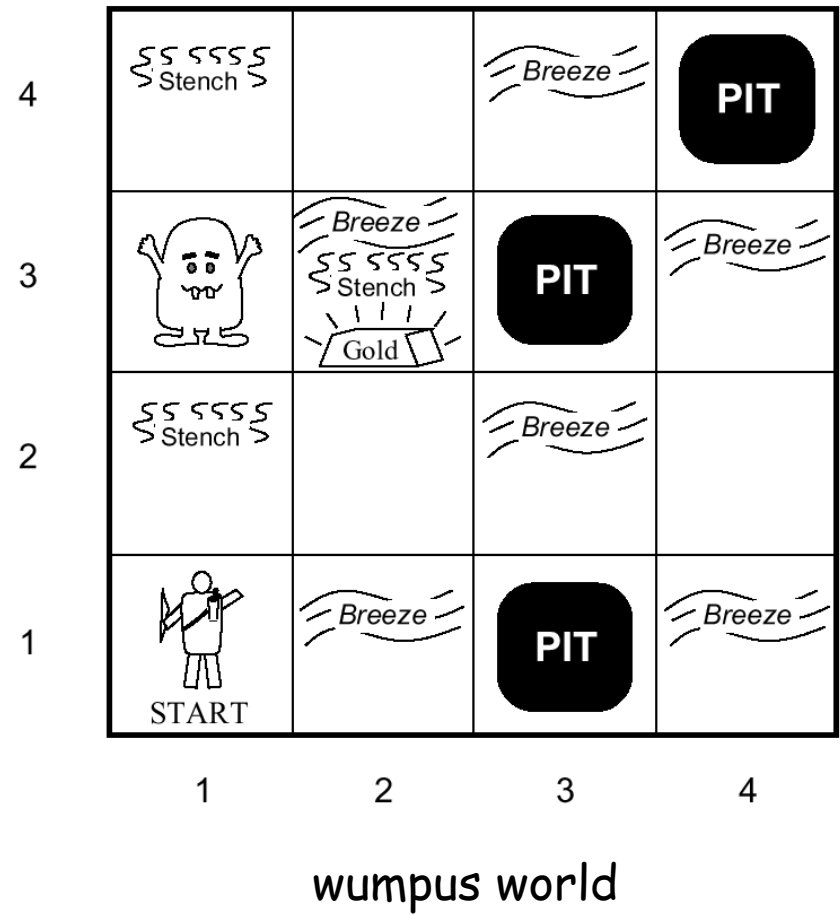 4
Stench
Breeze
PIT
3
Breeze
Stench
Gold
PIT
Breeze
2
Stench
Breeze
1
START
Breeze
PIT
Breeze
1 2 3 4
wumpus world